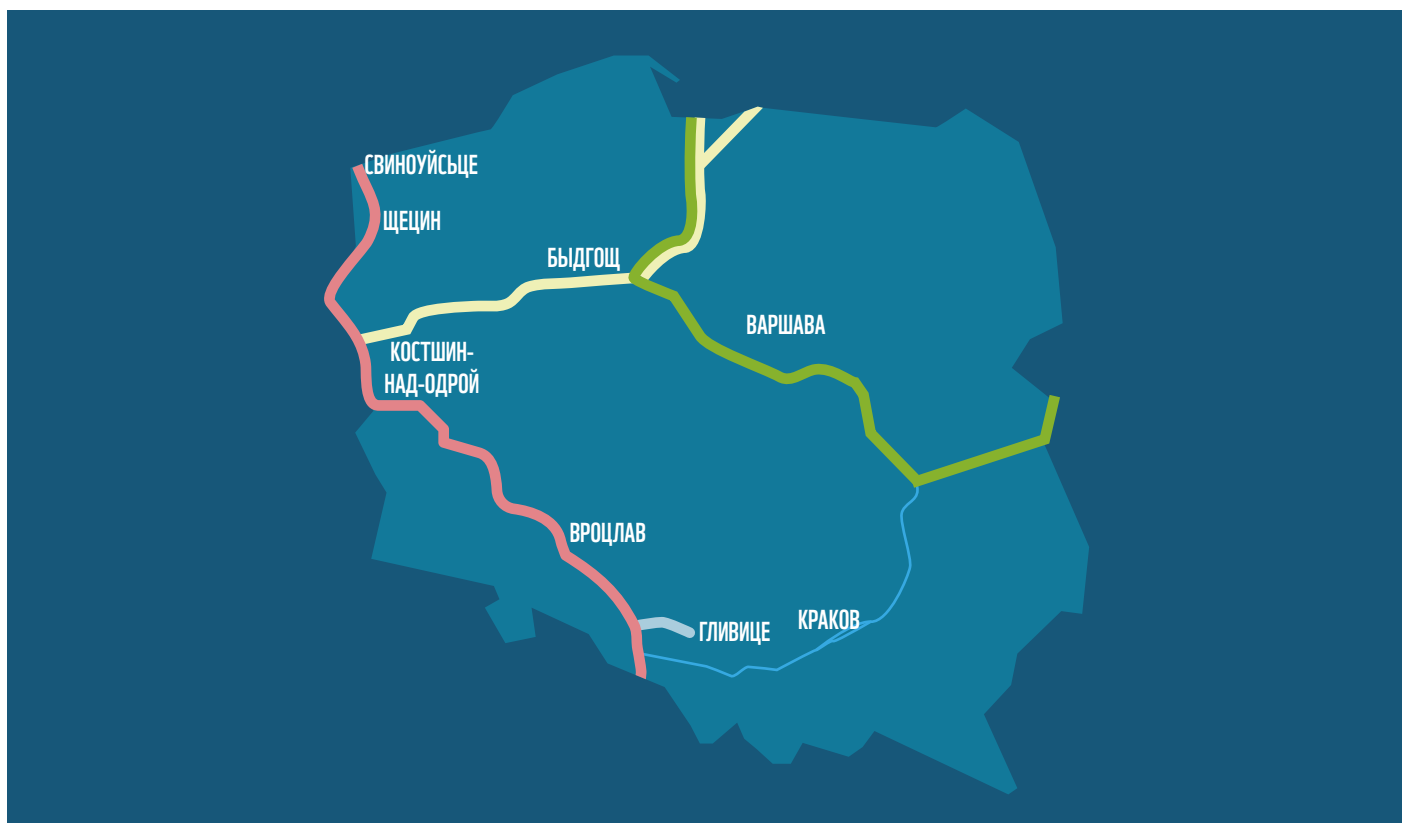 СВИНОУЙСЬЦЕ
ЩЕЦИН
БЫДГОЩ
ВАРШАВА
КОСТШИН-
НАД-ОДРОЙ
ВРОЦЛАВ
КРАКОВ
ГЛИВИЦЕ